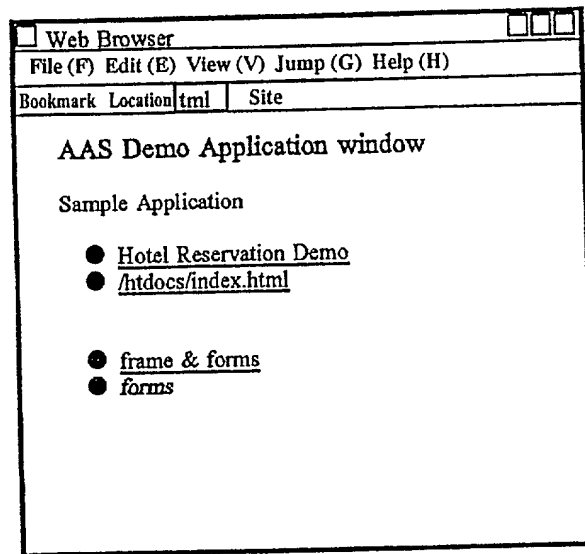 Web Browser
File (F) Edit (E) View (V) Jump (G) Help (H)
Bookmark Location tml Site
AAS Demo Application window
Sample Application
Hotel Reservation Demo
/htdocs/index.html
frame & forms
forms